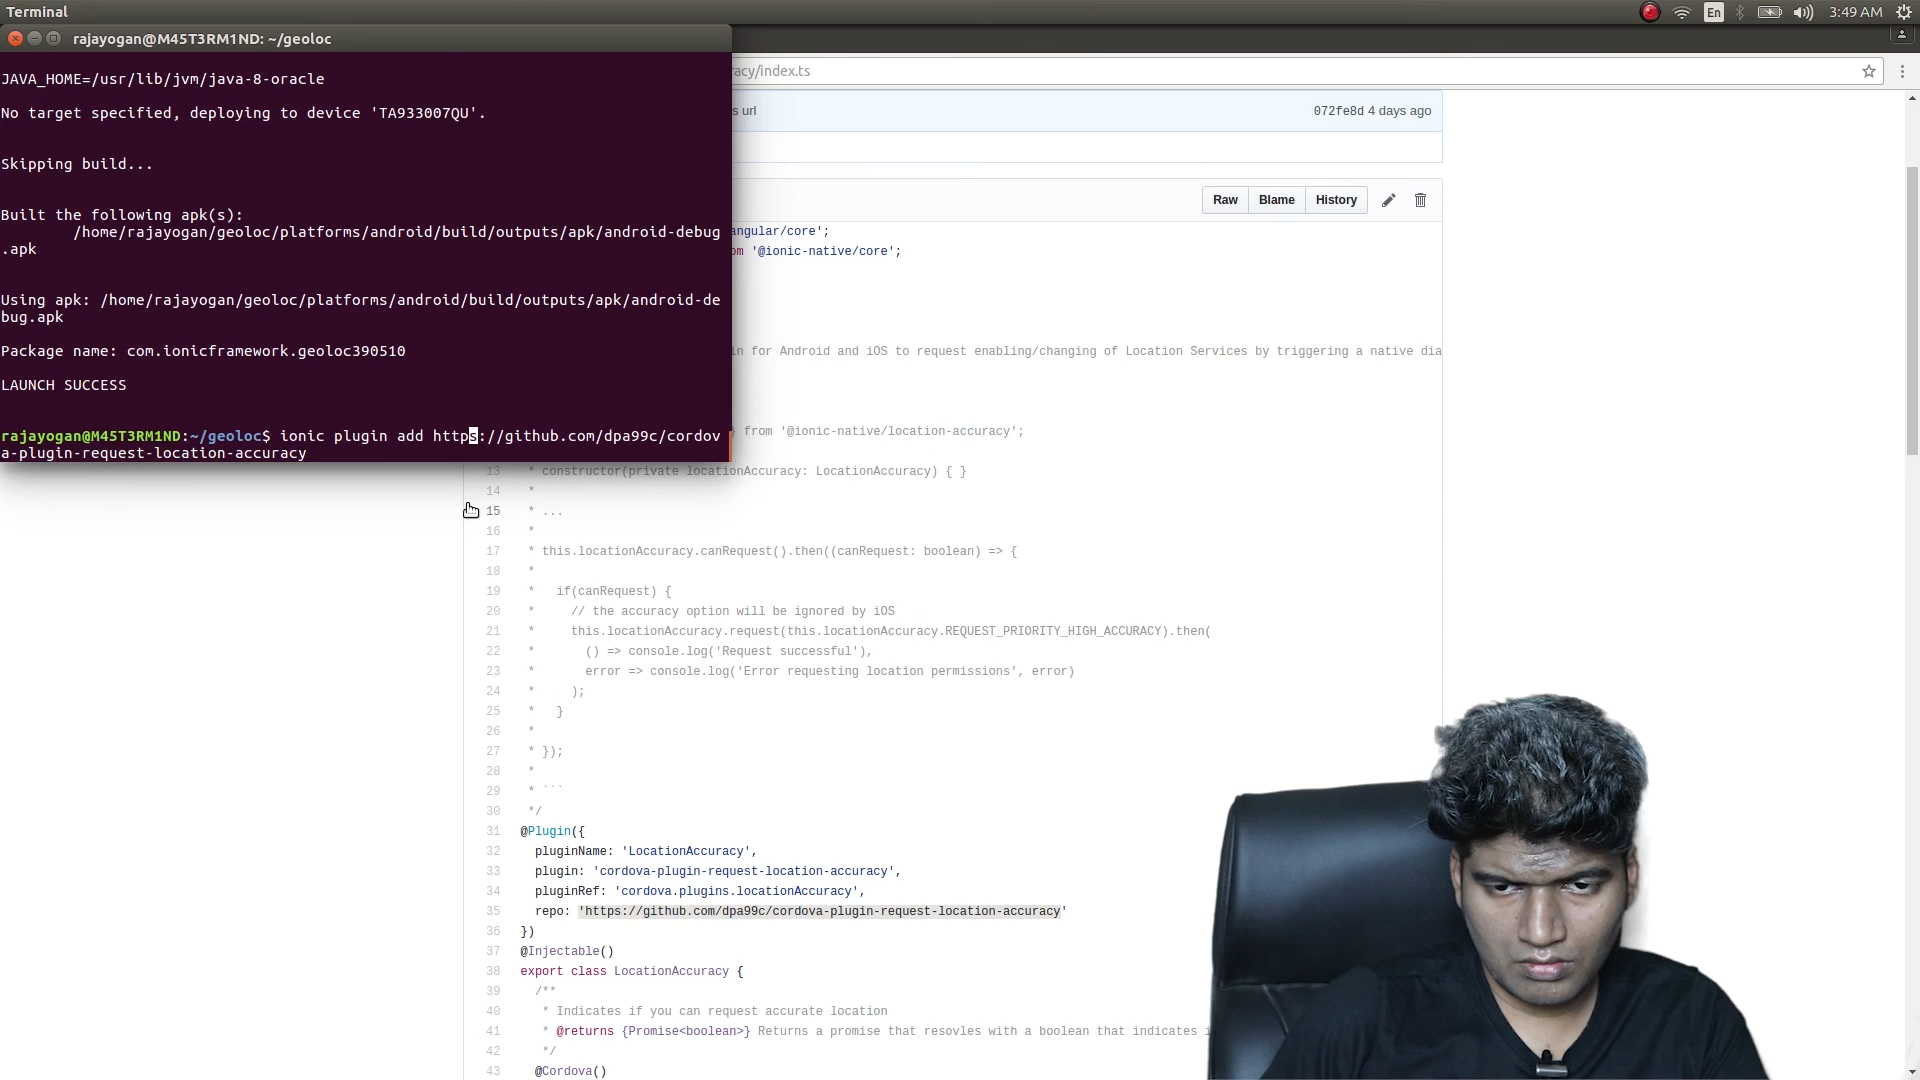 Terminal
En
3:49 AM
rajayogan@M45T3RM1ND: ~/geoloc
JAVA_HOME=/usr/lib/jvm/java-8-oracle
No target specified, deploying to device 'TA933007QU'.
Skipping build...
Built the following apk(s):
/home/rajayogan/geoloc/platforms/android/build/outputs/apk/android-debug
.apk
Using apk: /home/rajayogan/geoloc/platforms/android/build/outputs/apk/android-de
bug.apk
Package name: com.ionicframework.geoloc390510
LAUNCH SUCCESS
rajayogan@M45T3RM1ND:~/geoloc$ ionic plugin add https://github.com/dpa99c/cordov
a-plugin-request-location-accuracy
acy/index.ts
s url
072fe8d 4 days ago
Raw Blame History
angular/core';
om '@ionic-native/core';
in for Android and iOS to request enabling/changing of Location Services by triggering a native dia
} from '@ionic-native/location-accuracy';
13 * constructor(private locationAccuracy: LocationAccuracy) { }
14 *
15 * ...
16 *
17 * this.locationAccuracy.canRequest().then((canRequest: boolean) => {
18 *
19 * if(canRequest) {
20 * // the accuracy option will be ignored by iOS
21 * this.locationAccuracy.request(this.locationAccuracy.REQUEST_PRIORITY_HIGH_ACCURACY).then(
22 * () => console.log('Request successful'),
23 * error => console.log('Error requesting location permissions', error)
24 * );
25 * }
26 *
27 * });
28 *
29 * ```
30 */
31 @Plugin({
32 pluginName: 'LocationAccuracy',
33 plugin: 'cordova-plugin-request-location-accuracy',
34 pluginRef: 'cordova.plugins.locationAccuracy',
35 repo: 'https://github.com/dpa99c/cordova-plugin-request-location-accuracy'
36 })
37 @Injectable()
38 export class LocationAccuracy {
39 /**
40 * Indicates if you can request accurate location
41 * @returns {Promise<boolean>} Returns a promise that resovles with a boolean that indicates i
42 */
43 @Cordova()